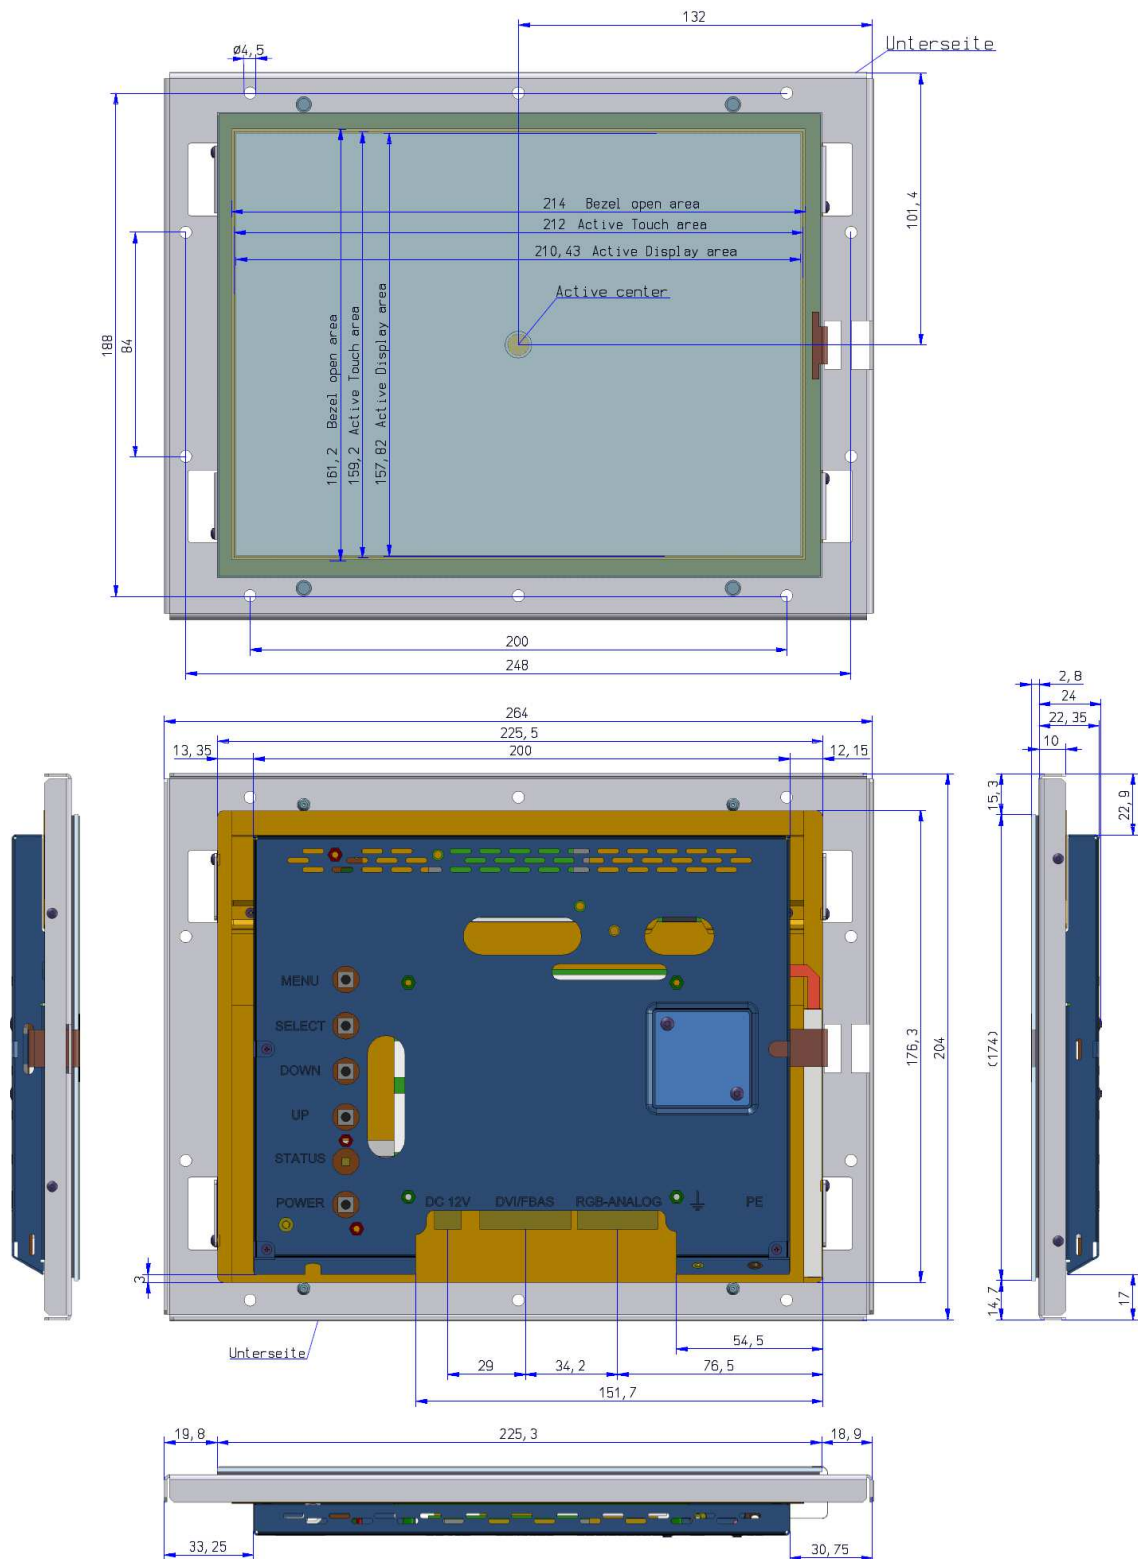 132
Unterseite
ø4,5
214 Bezel open area
212 Active Touch area
210,43 Active Display area
Active center
101,4
188
84
161,2 Bezel open area
159,2 Active Touch area
157,82 Active Display area
200
248
2,8
24
22,35
10
264
225,5
13,35
200
12,15
15,3
22,9
MENU
SELECT
DOWN
UP
STATUS
POWER
DC 12V
DVI/FBAS
RGB-ANALOG
PE
176,3
204
(174)
3
14,7
17
Unterseite
54,5
29
34,2
76,5
151,7
19,8
225,3
18,9
33,25
30,75